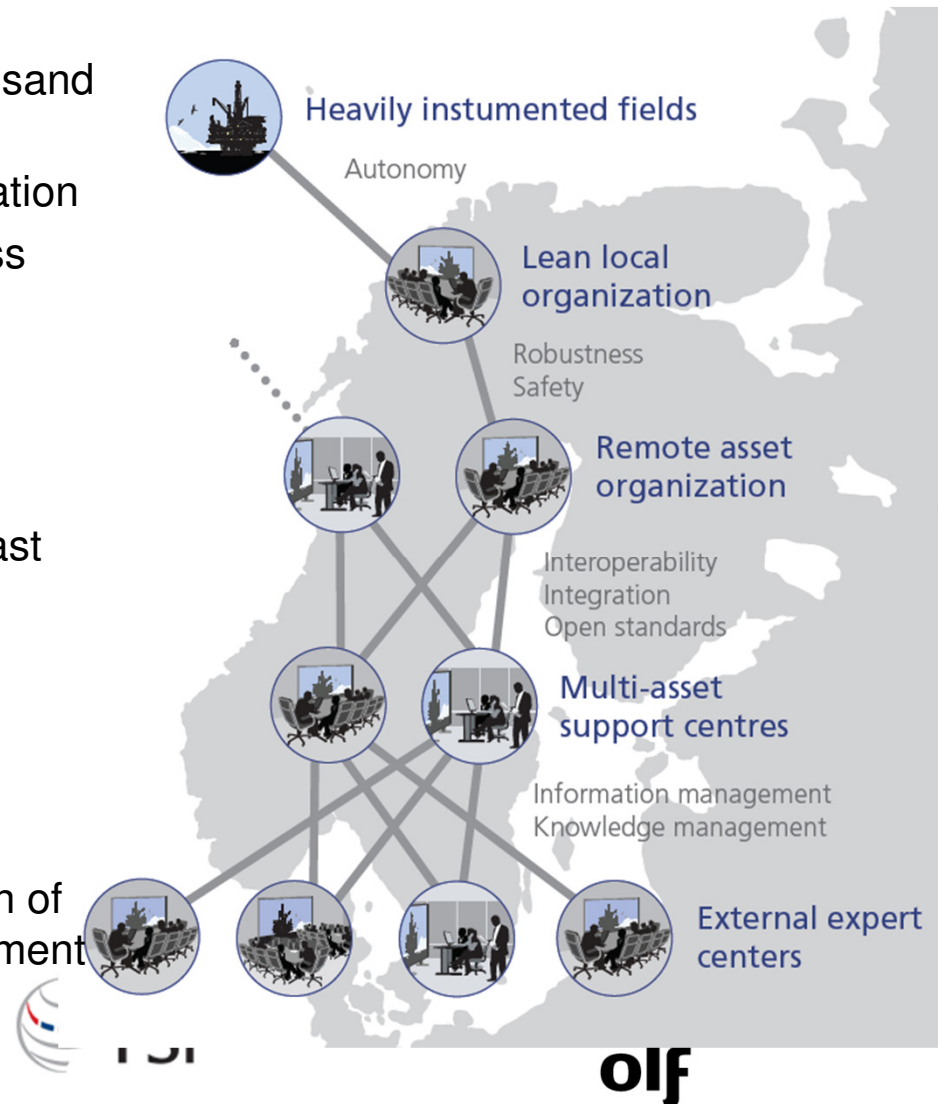 sand
ation
ss
ast
n of
ment
Heavily instumented fields
Autonomy
Lean local
organization
Robustness
Safety
Remote asset
organization
Interoperability
Integration
Open standards
Multi-asset
support centres
Information management
Knowledge management
External expert
centers
olf